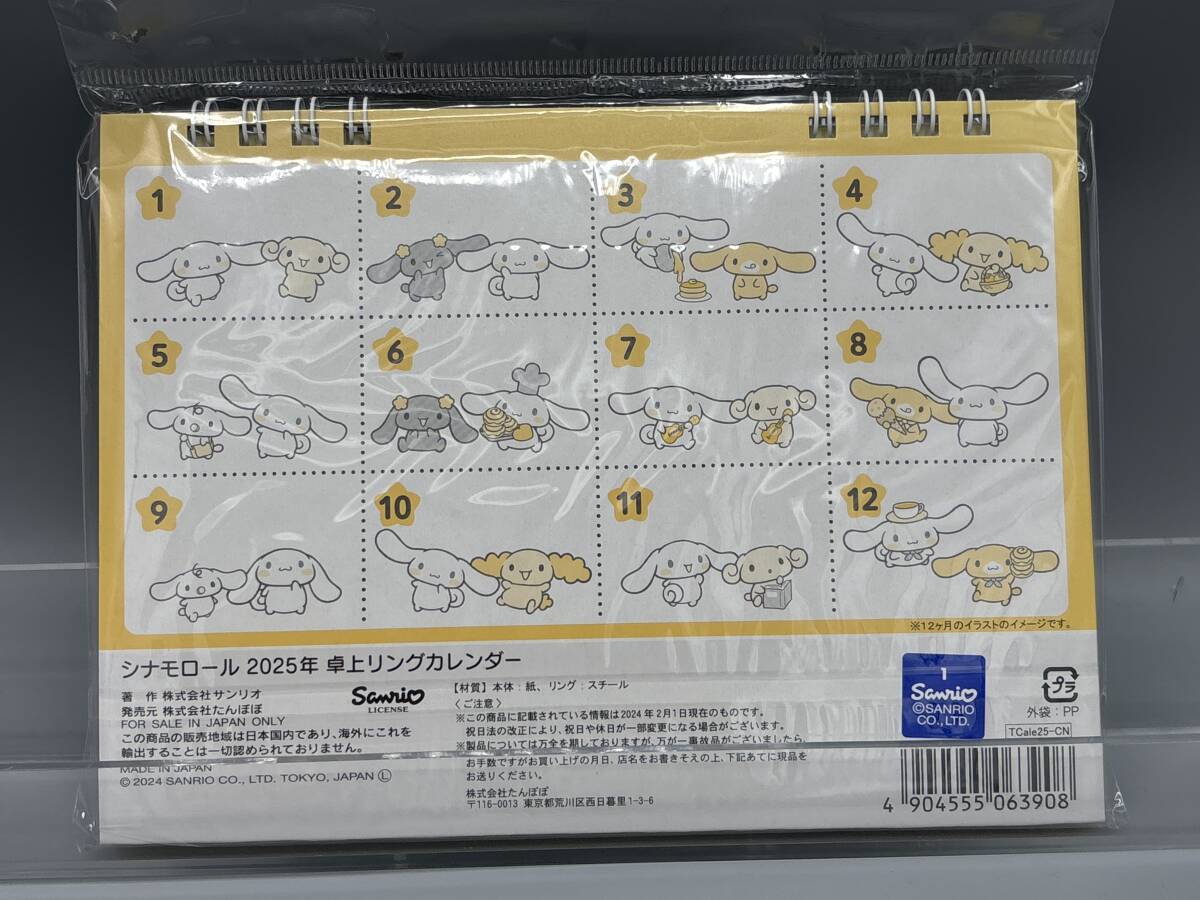 1
2
3
4
5
6
7
8
9
10
11
12
※12ヶ月のイラストのイメージです。
シナモロール 2025年 卓上リングカレンダー
著 作 株式会社サンリオ
発売元 株式会社たんぽぽ
FOR SALE IN JAPAN ONLY
この商品の販売地域は日本国内であり、海外にこれを
輸出することは一切認められておりません。
MADE IN JAPAN
©2024 SANRIO CO., LTD. TOKYO, JAPAN Ⓛ
Sanrio
LICENSE
【材質】本体：紙、リング：スチール
〈ご注意〉
※この商品に記載されている情報は2024年2月1日現在のものです。
祝日法の改正により、祝日や休日が一部変更になる場合がございます。
※製品については万全を期しておりますが、万が一事故品がございましたら、
お手数ですがお買い上げの月日、店名をお書きそえの上、下記あてに現品を
お送りください。
株式会社たんぽぽ
〒116-0013 東京都荒川区西日暮里1-3-6
1
Sanrio
©SANRIO
CO., LTD.
プラ
外袋：PP
TCale25-CN
4 904555 063908